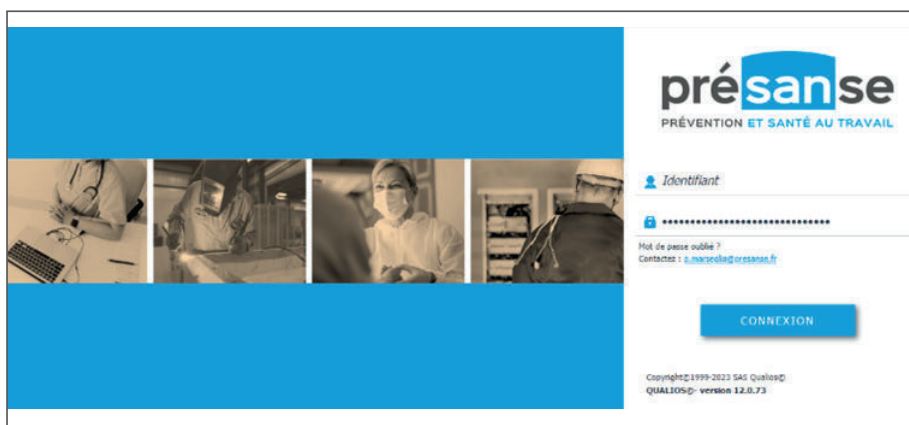 présanse
PRÉVENTION ET SANTÉ AU TRAVAIL
Identifiant
Mot de passe oublié ?
Contactez : p.marseglia@presanse.fr
CONNEXION
Copyright©1999-2023 SAS Qualios©
QUALIOS©- version 12.0.73